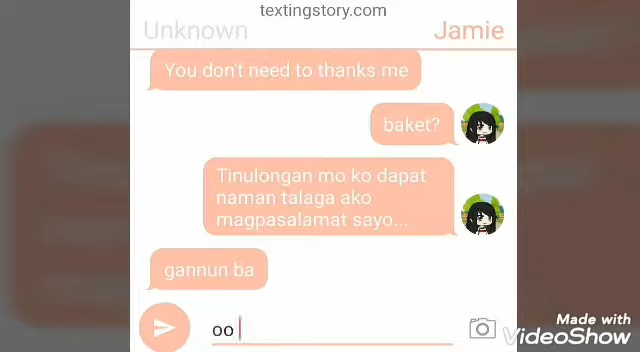 textingstory.com
Unknown
Jamie
You don't need to thanks me
baket?
Tinulongan mo ko dapat
naman talaga ako
magpasalamat sayo...
gannun ba
oo
Made with
VideoShow